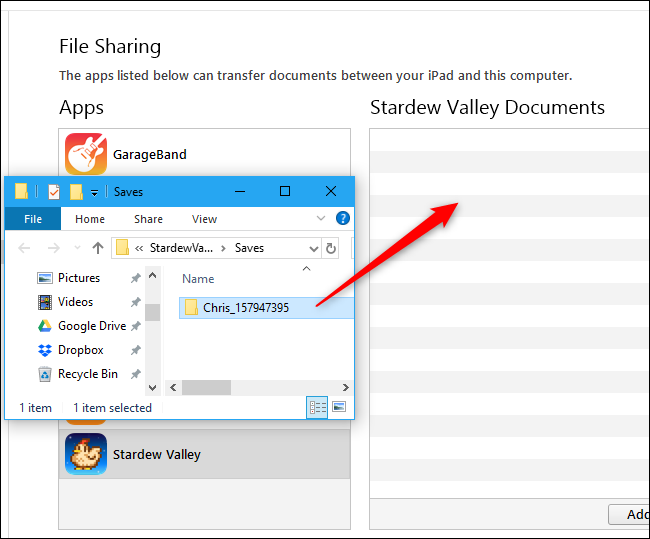 File Sharing
The apps listed below can transfer documents between your iPad and this computer.
Apps
Stardew Valley Documents
GarageBand
Saves
File Home Share View
StardewVa... Saves
Name
Pictures
Videos
Google Drive
Dropbox
Recycle Bin
Chris_157947395
1 item 1 item selected
Stardew Valley
Add